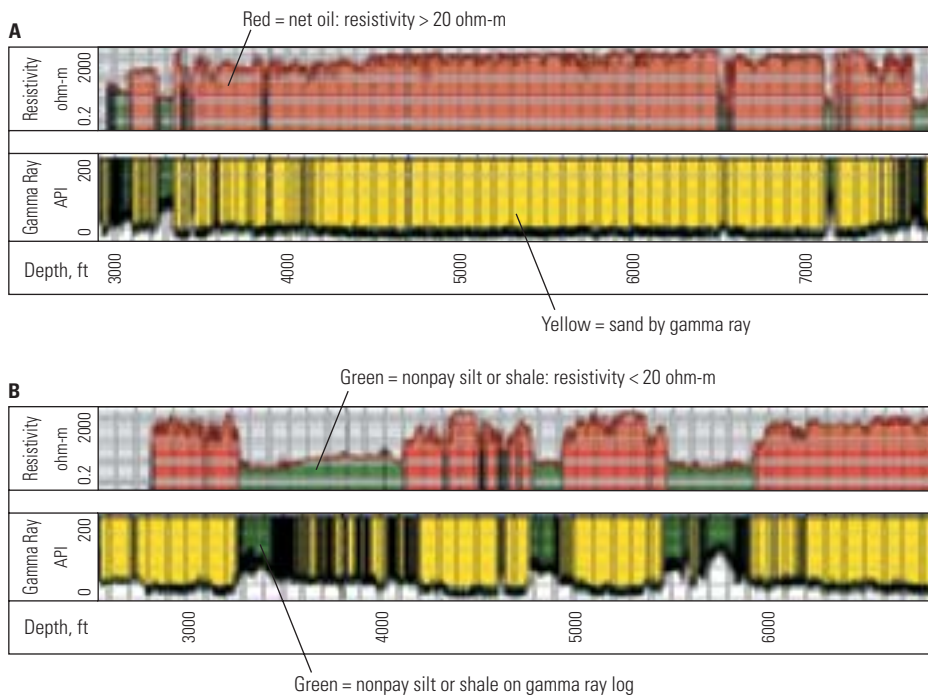 Red = net oil: resistivity > 20 ohm-m
A
Resistivity
ohm-m
0.2 2000
Gamma Ray
API
0 200
Depth, ft 3000 4000 5000 6000 7000
Yellow = sand by gamma ray
Green = nonpay silt or shale: resistivity < 20 ohm-m
B
Resistivity
ohm-m
0.2 2000
Gamma Ray
API
0 200
Depth, ft 3000 4000 5000 6000
Green = nonpay silt or shale on gamma ray log